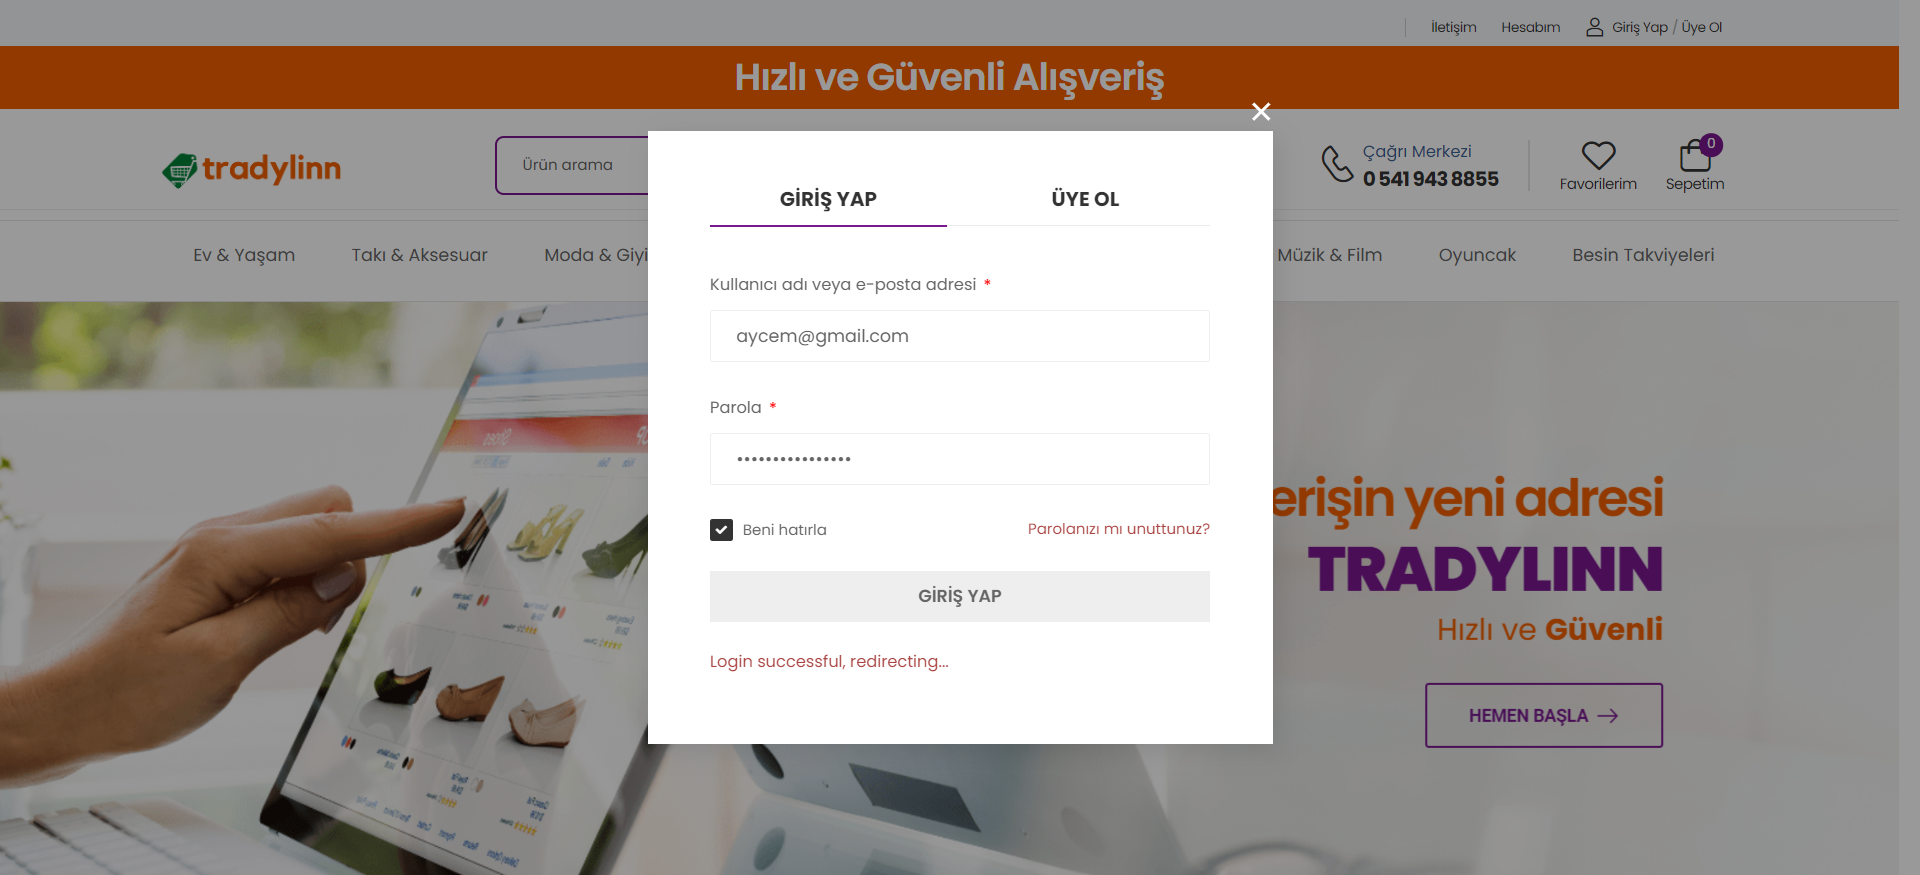 İletişim
Hesabım
Giriş Yap / Üye Ol
Hızlı ve Güvenli Alışveriş
tradylinn
Ürün arama
Çağrı Merkezi
0 541 943 8855
Favorilerim
0
Sepetim
Ev & Yaşam
Takı & Aksesuar
Moda & Giyi
Müzik & Film
Oyuncak
Besin Takviyeleri
GİRİŞ YAP
ÜYE OL
Kullanıcı adı veya e-posta adresi *
aycem@gmail.com
Parola *
••••••••••••••••
Beni hatırla
Parolanızı mı unuttunuz?
GİRİŞ YAP
Login successful, redirecting...
erişin yeni adresi
TRADYLINN
Hızlı ve Güvenli
HEMEN BAŞLA